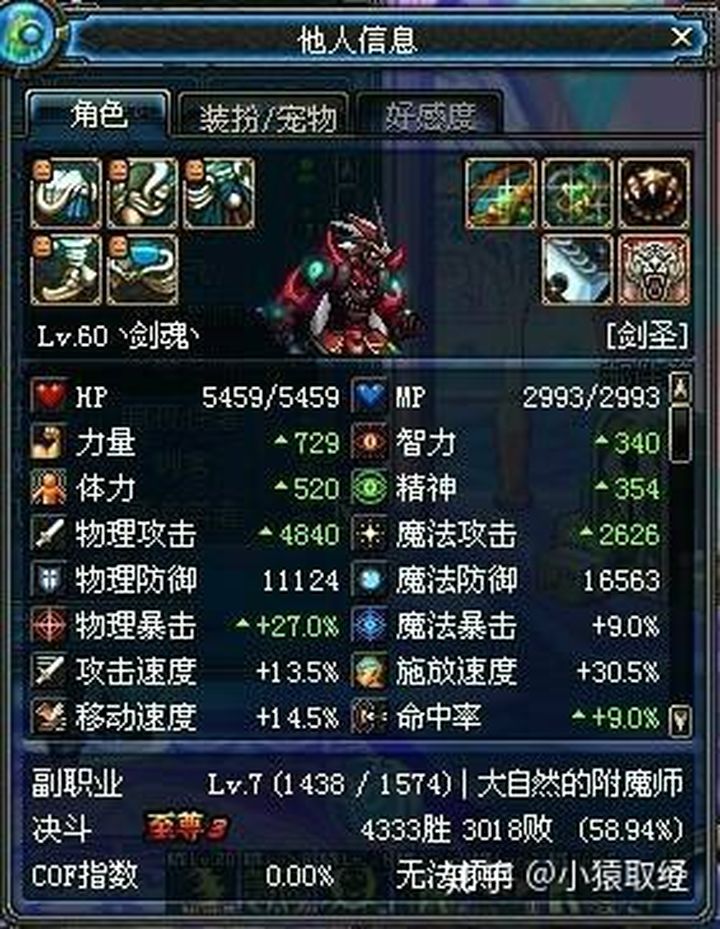 他人信息
角色 装扮/宠物 好感度
Lv.60 丶剑魂丶 [剑圣]
HP 5459/5459 MP 2993/2993
力量 729 智力 340
体力 520 精神 354
物理攻击 4840 魔法攻击 2626
物理防御 11124 魔法防御 16563
物理暴击 +27.0% 魔法暴击 +9.0%
攻击速度 +13.5% 施放速度 +30.5%
移动速度 +14.5% 命中率 +9.0%
副职业 Lv.7 (1438 / 1574) | 大自然的附魔师
决斗 至尊3 4333胜 3018败 (58.94%)
COF指数 0.00% 无法 @小猿取经